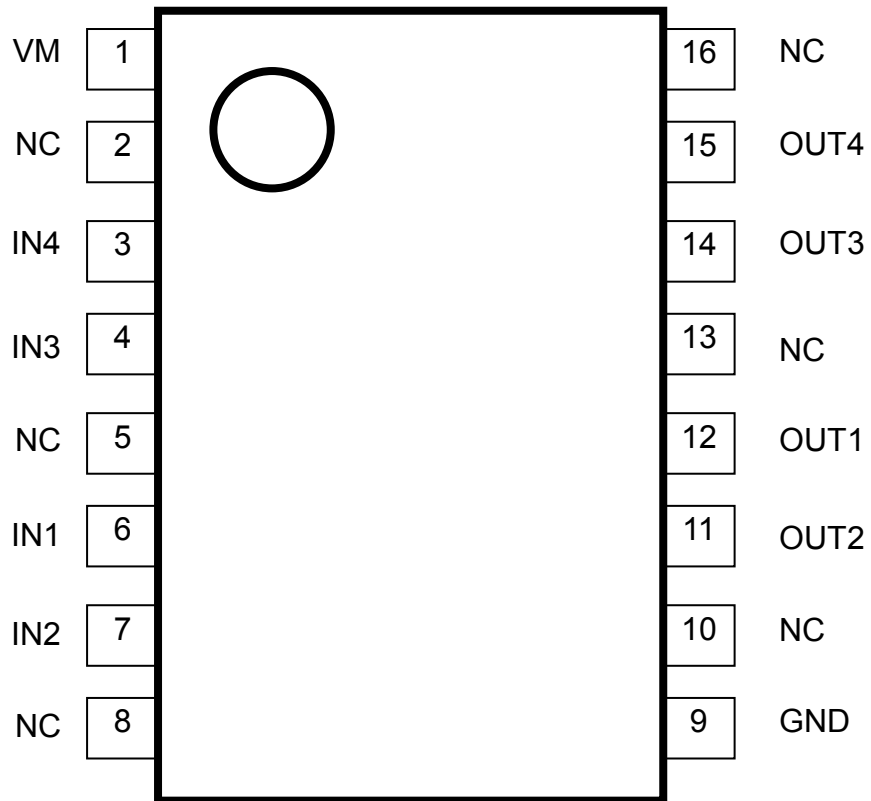 VM 1 16 NC
NC 2 15 OUT4
IN4 3 14 OUT3
IN3 4 13 NC
NC 5 12 OUT1
IN1 6 11 OUT2
IN2 7 10 NC
NC 8 9 GND